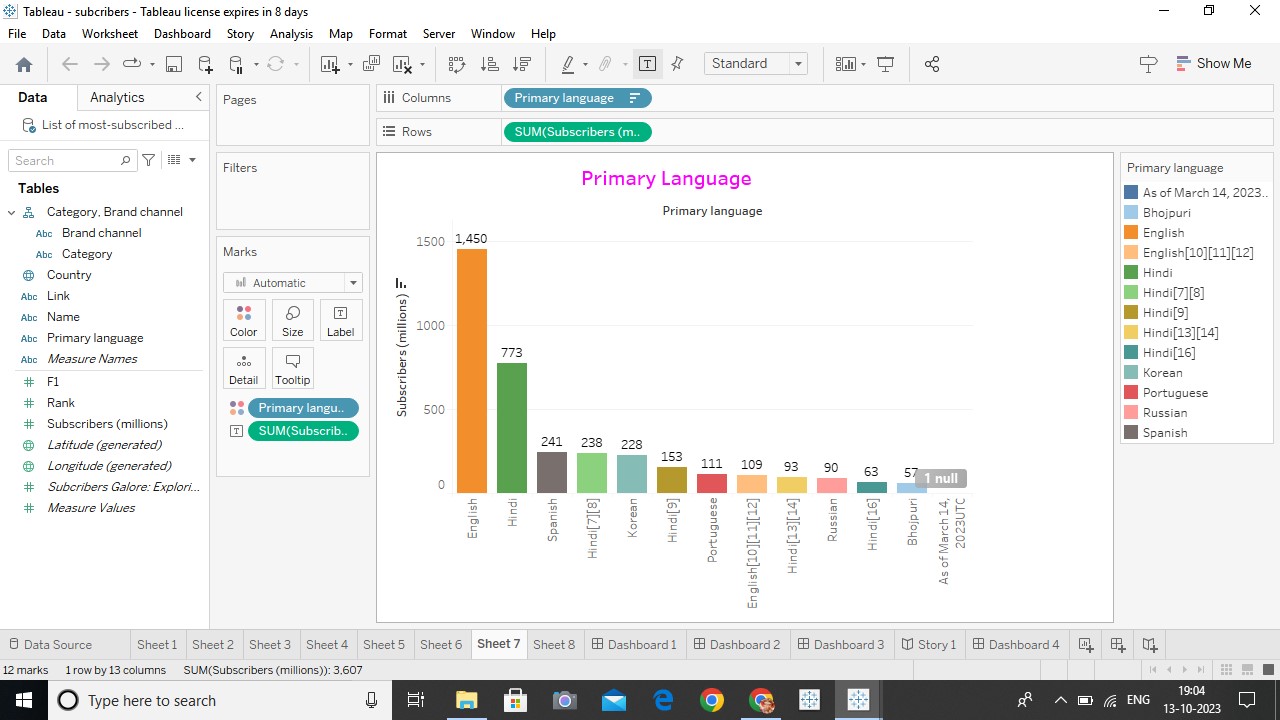 Tableau - subcribers - Tableau license expires in 8 days
File Data Worksheet Dashboard Story Analysis Map Format Server Window Help
Standard
Show Me
Data Analytics
List of most-subscribed ...
Search
Tables
Category, Brand channel
Abc Brand channel
Abc Category
Country
Abc Link
Abc Name
Abc Primary language
Abc Measure Names
F1
Rank
Subscribers (millions)
Latitude (generated)
Longitude (generated)
Subcribers Galore: Explori...
Measure Values
Pages
Filters
Marks
Automatic
Color Size Label
Detail Tooltip
Primary langu..
SUM(Subscrib..
Columns Primary language
Rows SUM(Subscribers (m..
Primary Language
Primary language
Subscribers (millions)
1500
1000
500
0
1,450
773
241
238
228
153
111
109
93
90
63
57
1 null
English
Hindi
Spanish
Hindi[7][8]
Korean
Hindi[9]
Portuguese
English[10][11][12]
Hindi[13][14]
Russian
Hindi[16]
Bhojpuri
As of March 14,
2023UTC
Primary language
As of March 14, 2023..
Bhojpuri
English
English[10][11][12]
Hindi
Hindi[7][8]
Hindi[9]
Hindi[13][14]
Hindi[16]
Korean
Portuguese
Russian
Spanish
Data Source Sheet 1 Sheet 2 Sheet 3 Sheet 4 Sheet 5 Sheet 6 Sheet 7 Sheet 8 Dashboard 1 Dashboard 2 Dashboard 3 Story 1 Dashboard 4
12 marks 1 row by 13 columns SUM(Subscribers (millions)): 3,607
Type here to search
ENG
19:04
13-10-2023